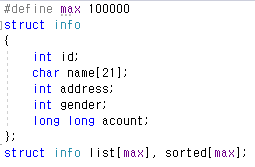 #define max 100000
struct info
{
    int id;
    char name[21];
    int address;
    int gender;
    long long acount;
};
struct info list[max], sorted[max];